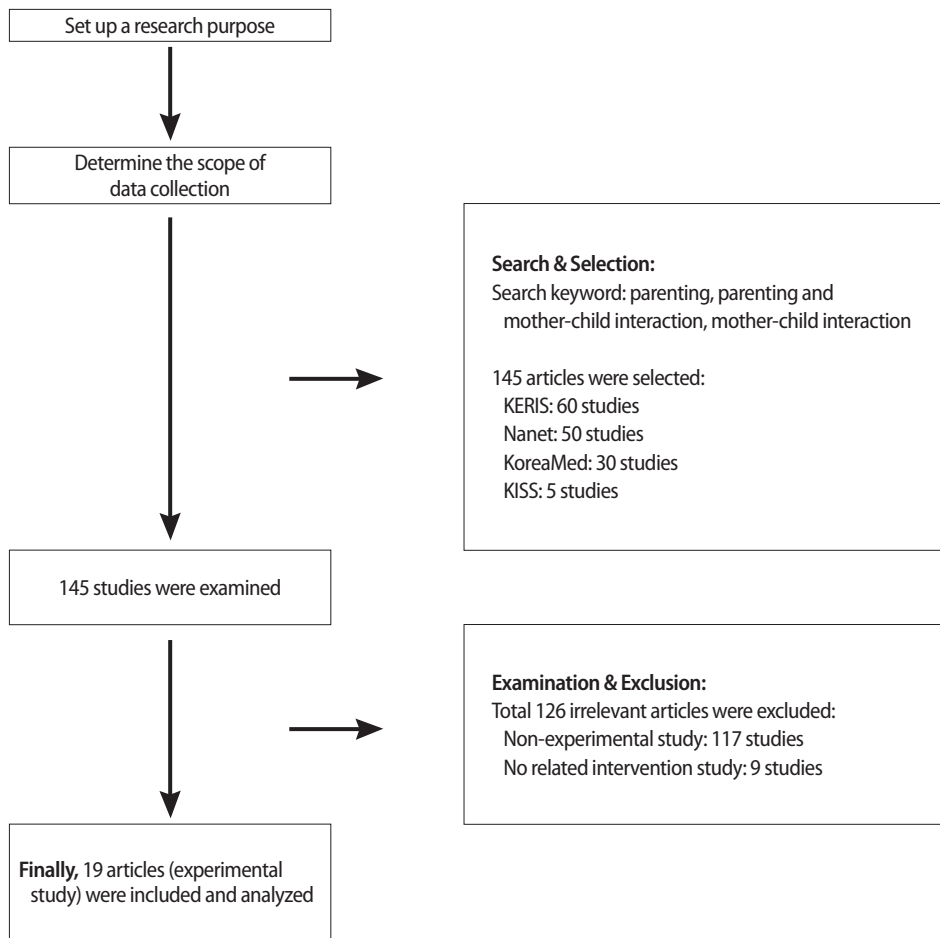 Set up a research purpose
Determine the scope of
data collection
Search & Selection:
Search keyword: parenting, parenting and
mother-child interaction, mother-child interaction
145 articles were selected:
KERIS: 60 studies
Nanet: 50 studies
KoreaMed: 30 studies
KISS: 5 studies
145 studies were examined
Examination & Exclusion:
Total 126 irrelevant articles were excluded:
Non-experimental study: 117 studies
No related intervention study: 9 studies
Finally, 19 articles (experimental
study) were included and analyzed